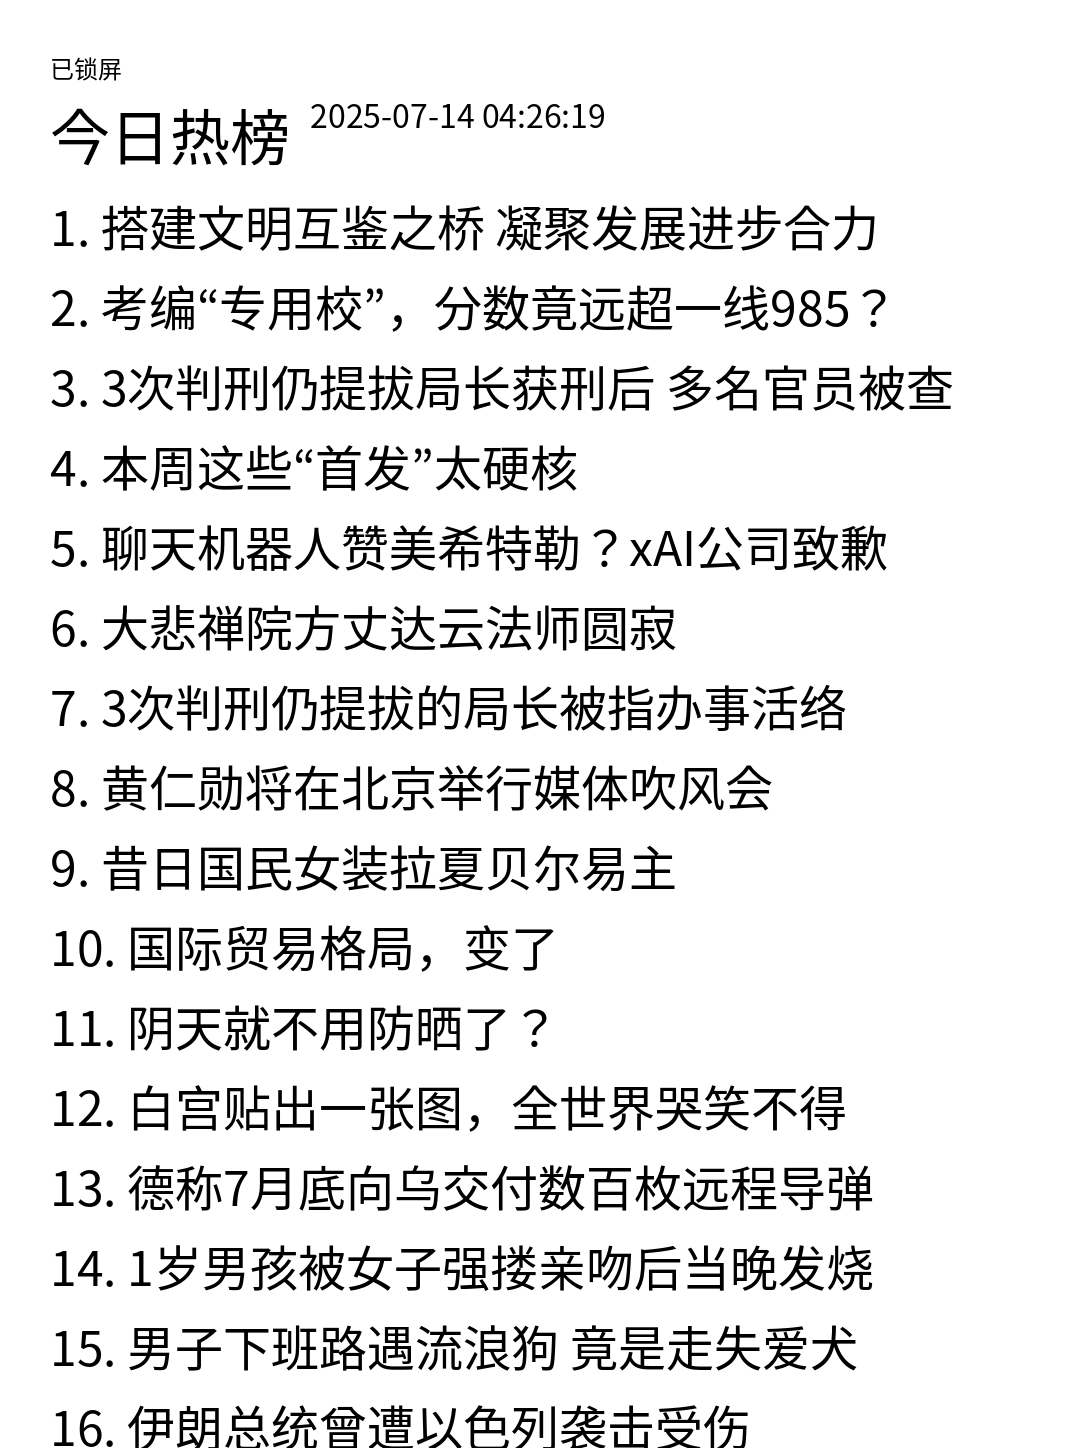 已锁屏
今日热榜 2025-07-14 04:26:19
1. 搭建文明互鉴之桥 凝聚发展进步合力
2. 考编“专用校”，分数竟远超一线985？
3. 3次判刑仍提拔局长获刑后 多名官员被查
4. 本周这些“首发”太硬核
5. 聊天机器人赞美希特勒？xAI公司致歉
6. 大悲禅院方丈达云法师圆寂
7. 3次判刑仍提拔的局长被指办事活络
8. 黄仁勋将在北京举行媒体吹风会
9. 昔日国民女装拉夏贝尔易主
10. 国际贸易格局，变了
11. 阴天就不用防晒了？
12. 白宫贴出一张图，全世界哭笑不得
13. 德称7月底向乌交付数百枚远程导弹
14. 1岁男孩被女子强搂亲吻后当晚发烧
15. 男子下班路遇流浪狗 竟是走失爱犬
16. 伊朗总统曾遭以色列袭击受伤